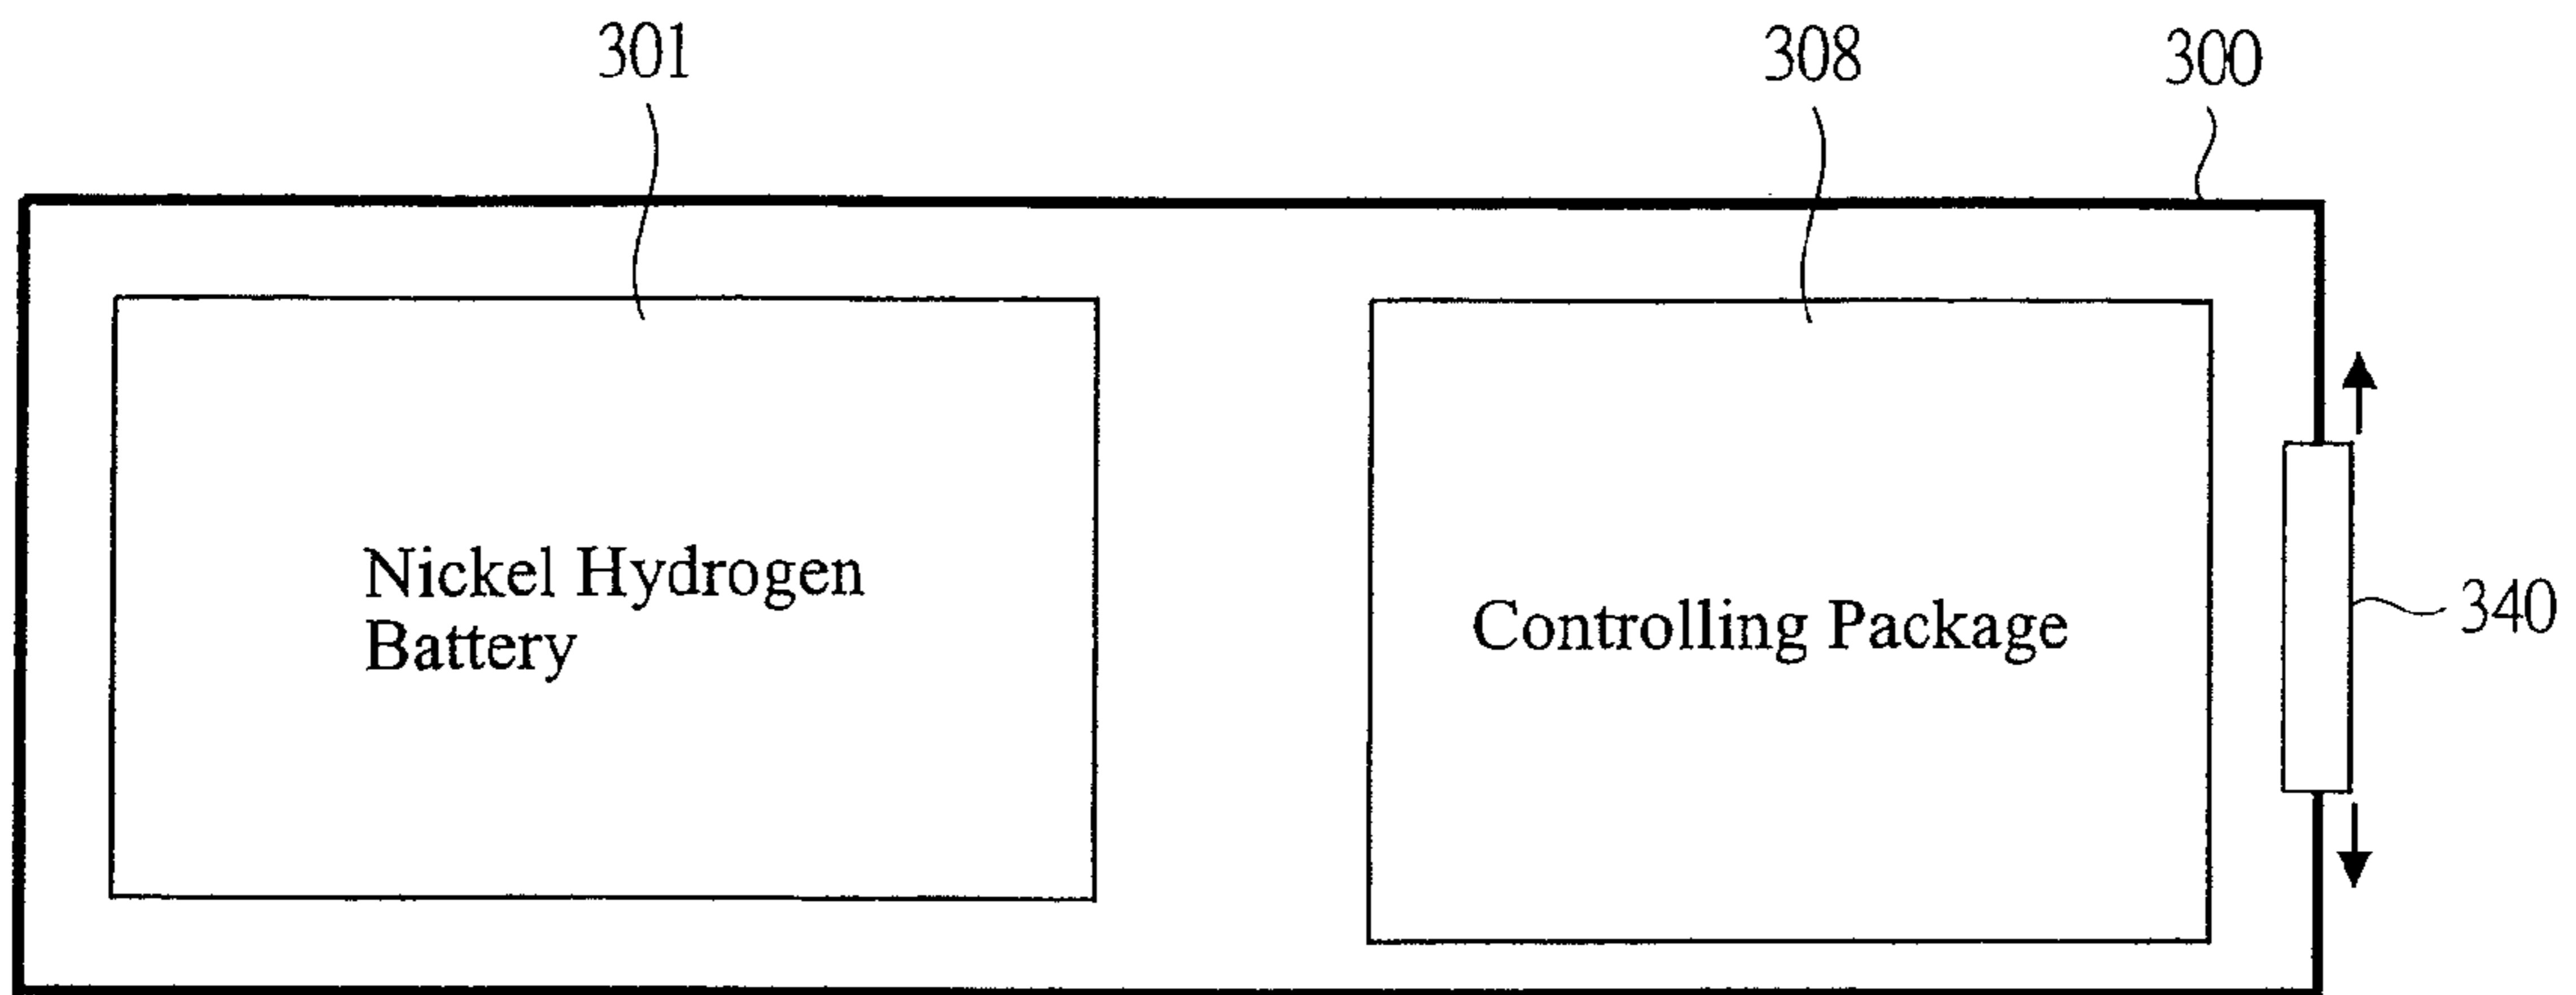 301
308
300
Nickel Hydrogen
Battery
Controlling Package
340